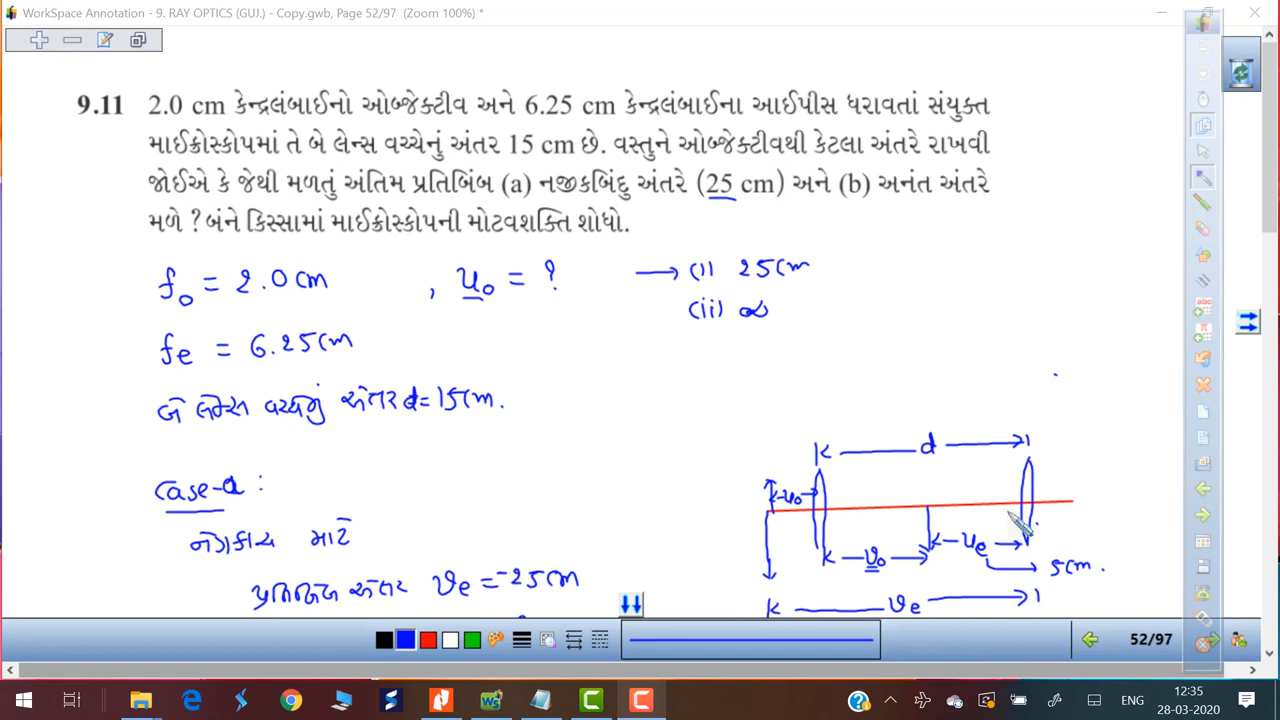 WorkSpace Annotation - 9. RAY OPTICS (GUJ.) - Copy.gwb, Page 52/97 (Zoom 100%) *
9.11 2.0 cm કેન્દ્રલંબાઈનો ઓબ્જેક્ટીવ અને 6.25 cm કેન્દ્રલંબાઈના આઈપીસ ધરાવતાં સંયુક્ત
માઈક્રોસ્કોપમાં તે બે લેન્સ વચ્ચેનું અંતર 15 cm છે. વસ્તુને ઓબ્જેક્ટીવથી કેટલા અંતરે રાખવી
જોઈએ કે જેથી મળતું અંતિમ પ્રતિબિંબ (a) નજીકબિંદુ અંતરે (25 cm) અને (b) અનંત અંતરે
મળે ? બંને કિસ્સામાં માઈક્રોસ્કોપની મોટવશક્તિ શોધો.
f₀ = 2.0 cm , u₀ = ? → (i) 25 cm
(ii) ∞
fe = 6.25 cm
બે લેન્સ વચ્ચેનું અંતર d = 15 cm.
d
Case-a :
u₀
નેત્રકાચ માટે
v₀ ue
5 cm.
પ્રતિબિંબ અંતર ve = -25 cm
ve
52/97
ENG
12:35
28-03-2020